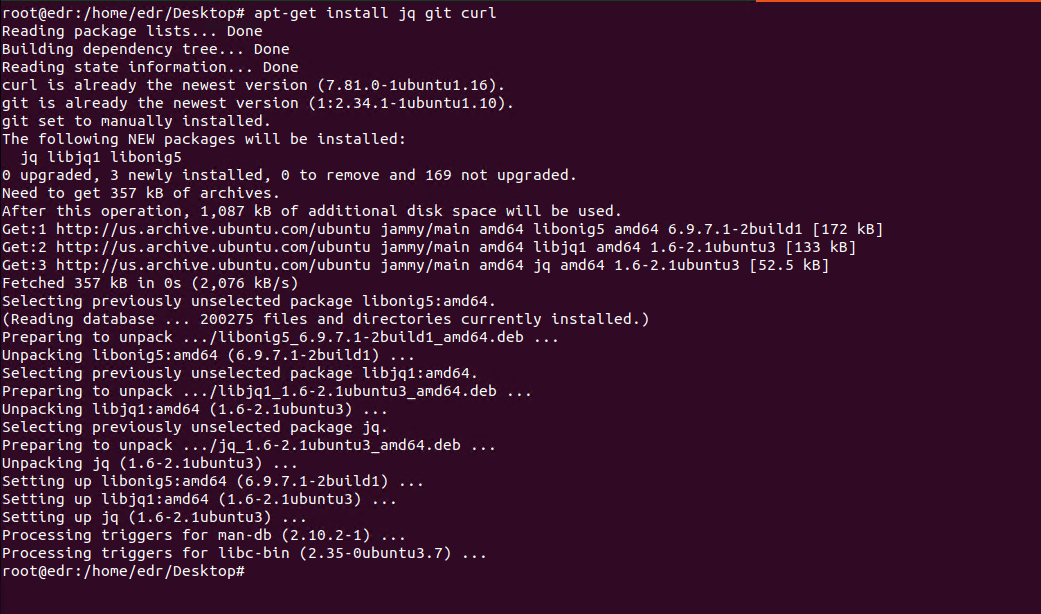 root@edr:/home/edr/Desktop# apt-get install jq git curl
Reading package lists... Done
Building dependency tree... Done
Reading state information... Done
curl is already the newest version (7.81.0-1ubuntu1.16).
git is already the newest version (1:2.34.1-1ubuntu1.10).
git set to manually installed.
The following NEW packages will be installed:
  jq libjq1 libonig5
0 upgraded, 3 newly installed, 0 to remove and 169 not upgraded.
Need to get 357 kB of archives.
After this operation, 1,087 kB of additional disk space will be used.
Get:1 http://us.archive.ubuntu.com/ubuntu jammy/main amd64 libonig5 amd64 6.9.7.1-2build1 [172 kB]
Get:2 http://us.archive.ubuntu.com/ubuntu jammy/main amd64 libjq1 amd64 1.6-2.1ubuntu3 [133 kB]
Get:3 http://us.archive.ubuntu.com/ubuntu jammy/main amd64 jq amd64 1.6-2.1ubuntu3 [52.5 kB]
Fetched 357 kB in 0s (2,076 kB/s)
Selecting previously unselected package libonig5:amd64.
(Reading database ... 200275 files and directories currently installed.)
Preparing to unpack .../libonig5_6.9.7.1-2build1_amd64.deb ...
Unpacking libonig5:amd64 (6.9.7.1-2build1) ...
Selecting previously unselected package libjq1:amd64.
Preparing to unpack .../libjq1_1.6-2.1ubuntu3_amd64.deb ...
Unpacking libjq1:amd64 (1.6-2.1ubuntu3) ...
Selecting previously unselected package jq.
Preparing to unpack .../jq_1.6-2.1ubuntu3_amd64.deb ...
Unpacking jq (1.6-2.1ubuntu3) ...
Setting up libonig5:amd64 (6.9.7.1-2build1) ...
Setting up libjq1:amd64 (1.6-2.1ubuntu3) ...
Setting up jq (1.6-2.1ubuntu3) ...
Processing triggers for man-db (2.10.2-1) ...
Processing triggers for libc-bin (2.35-0ubuntu3.7) ...
root@edr:/home/edr/Desktop#